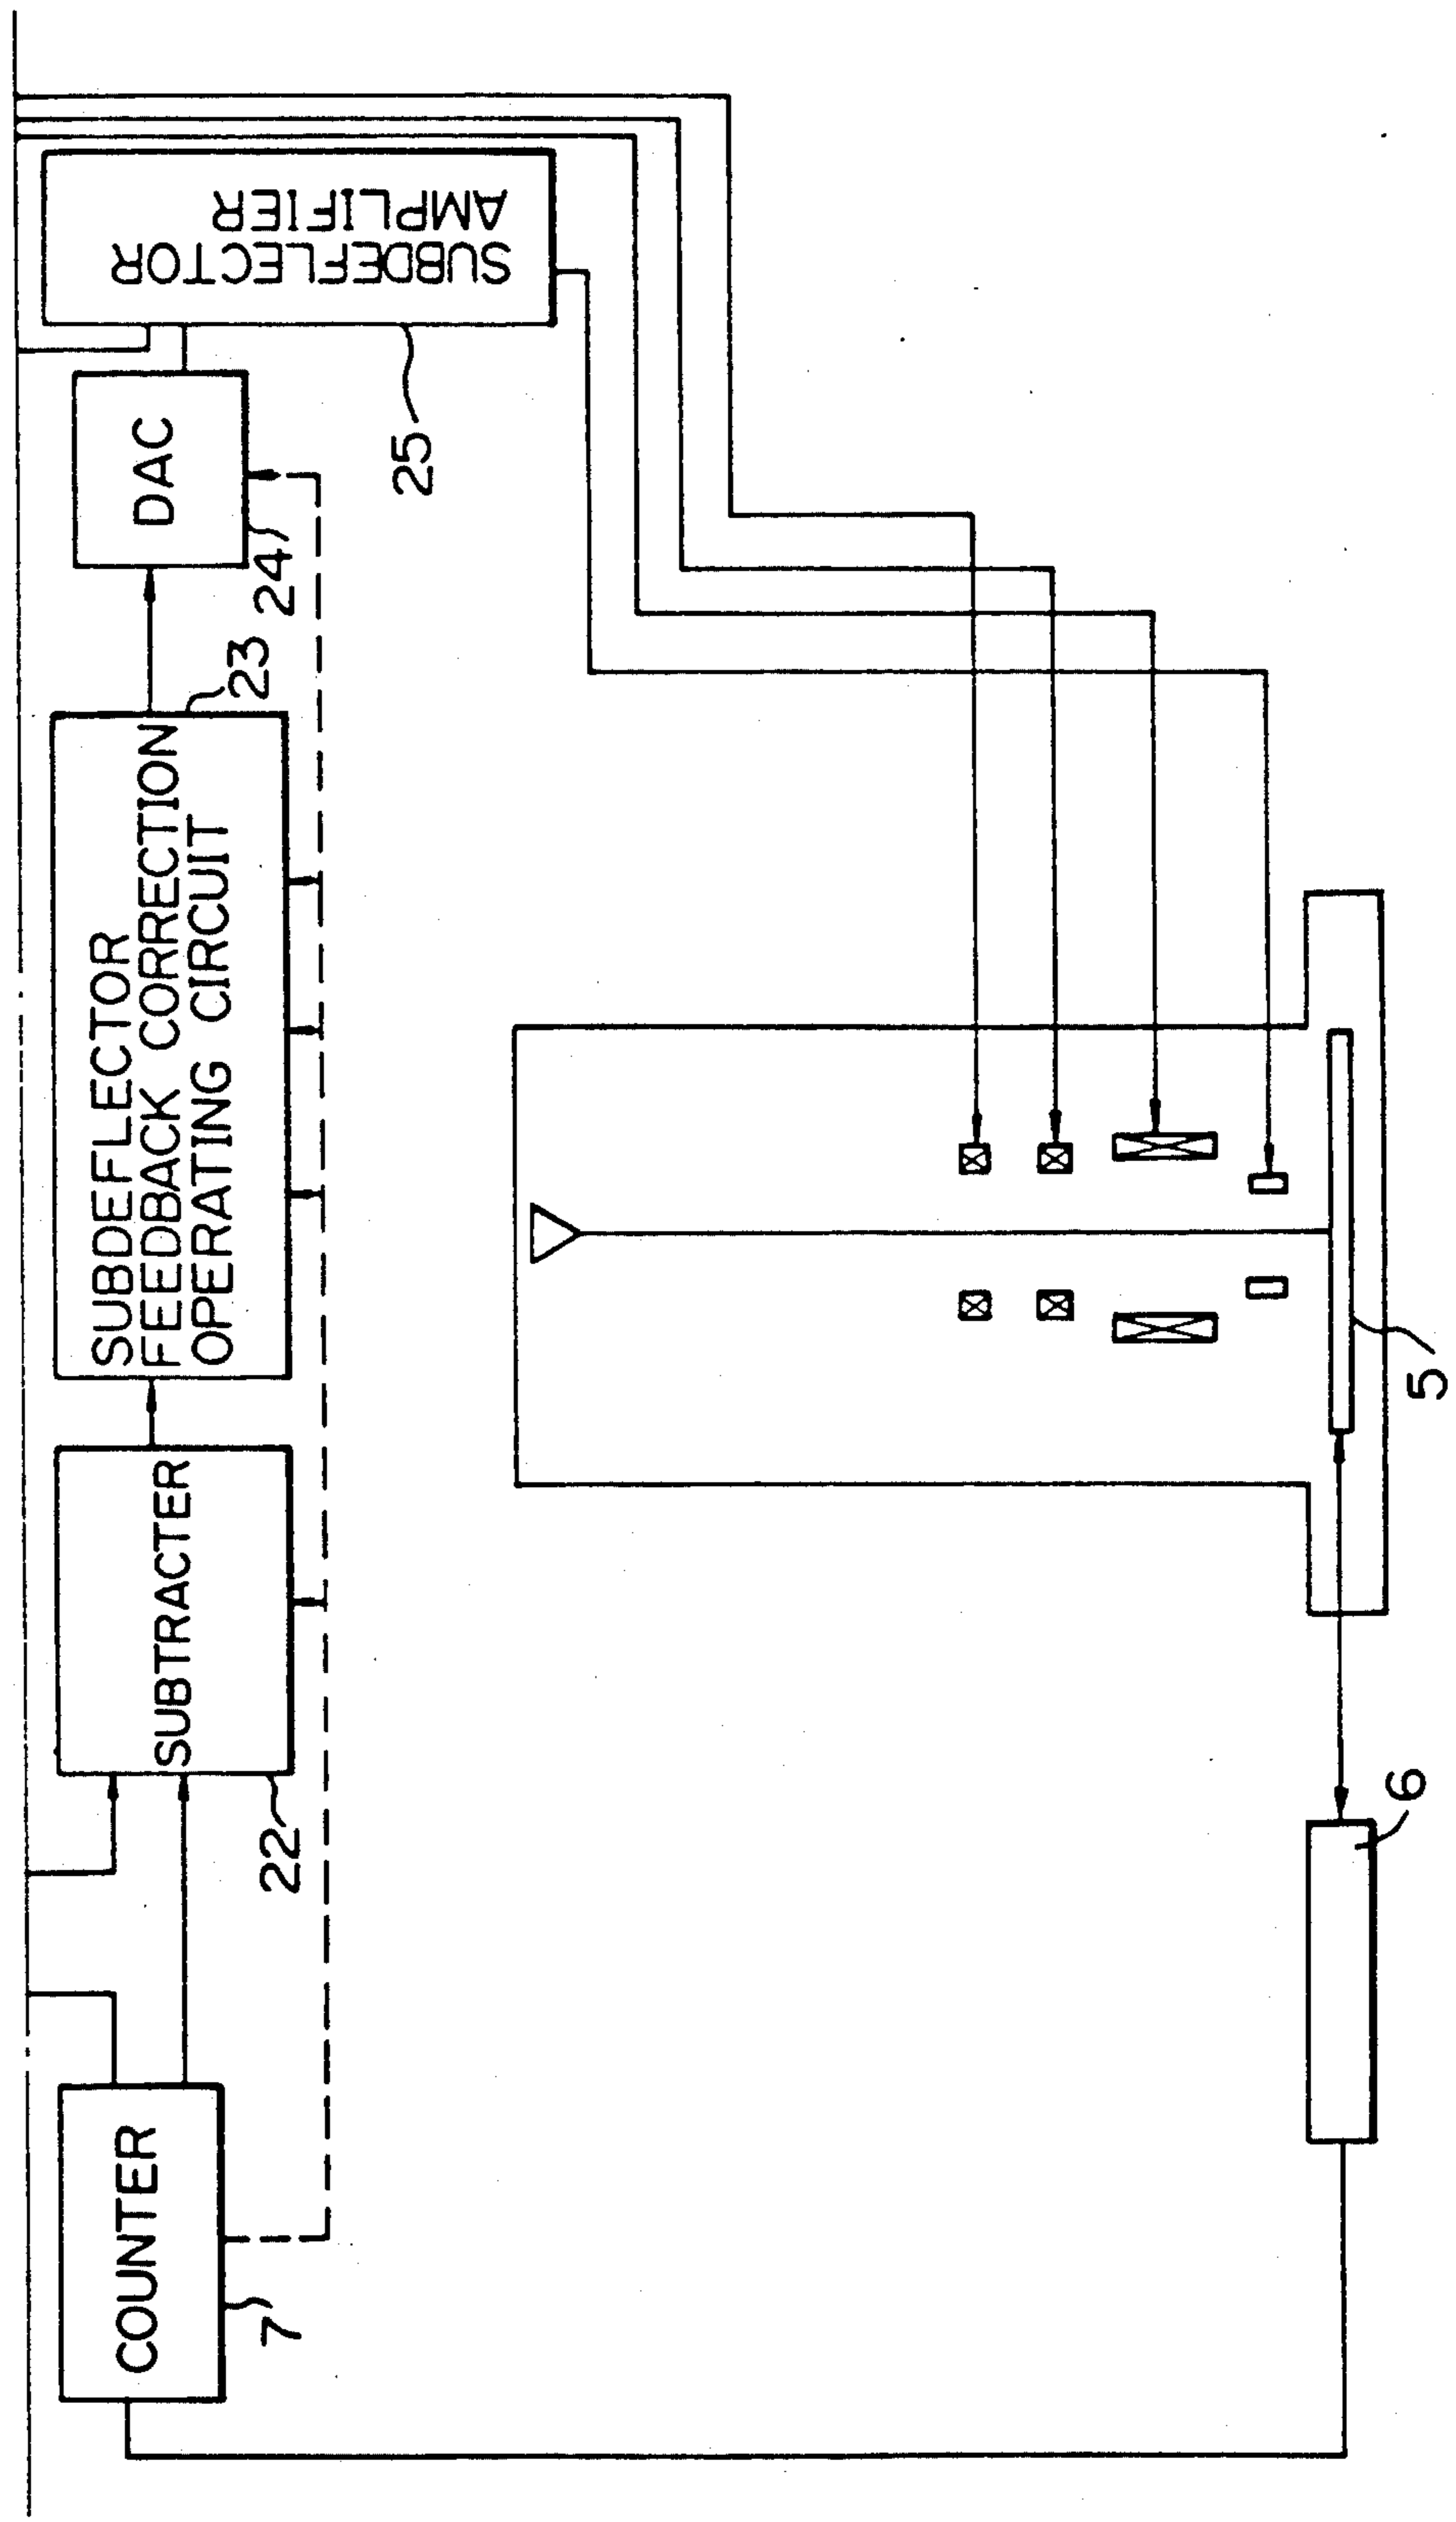 COUNTER
7
SUBTRACTER
22
SUBDEFLECTOR
FEEDBACK CORRECTION
OPERATING CIRCUIT
23
DAC
24
SUBDEFLECTOR
AMPLIFIER
25
5
6